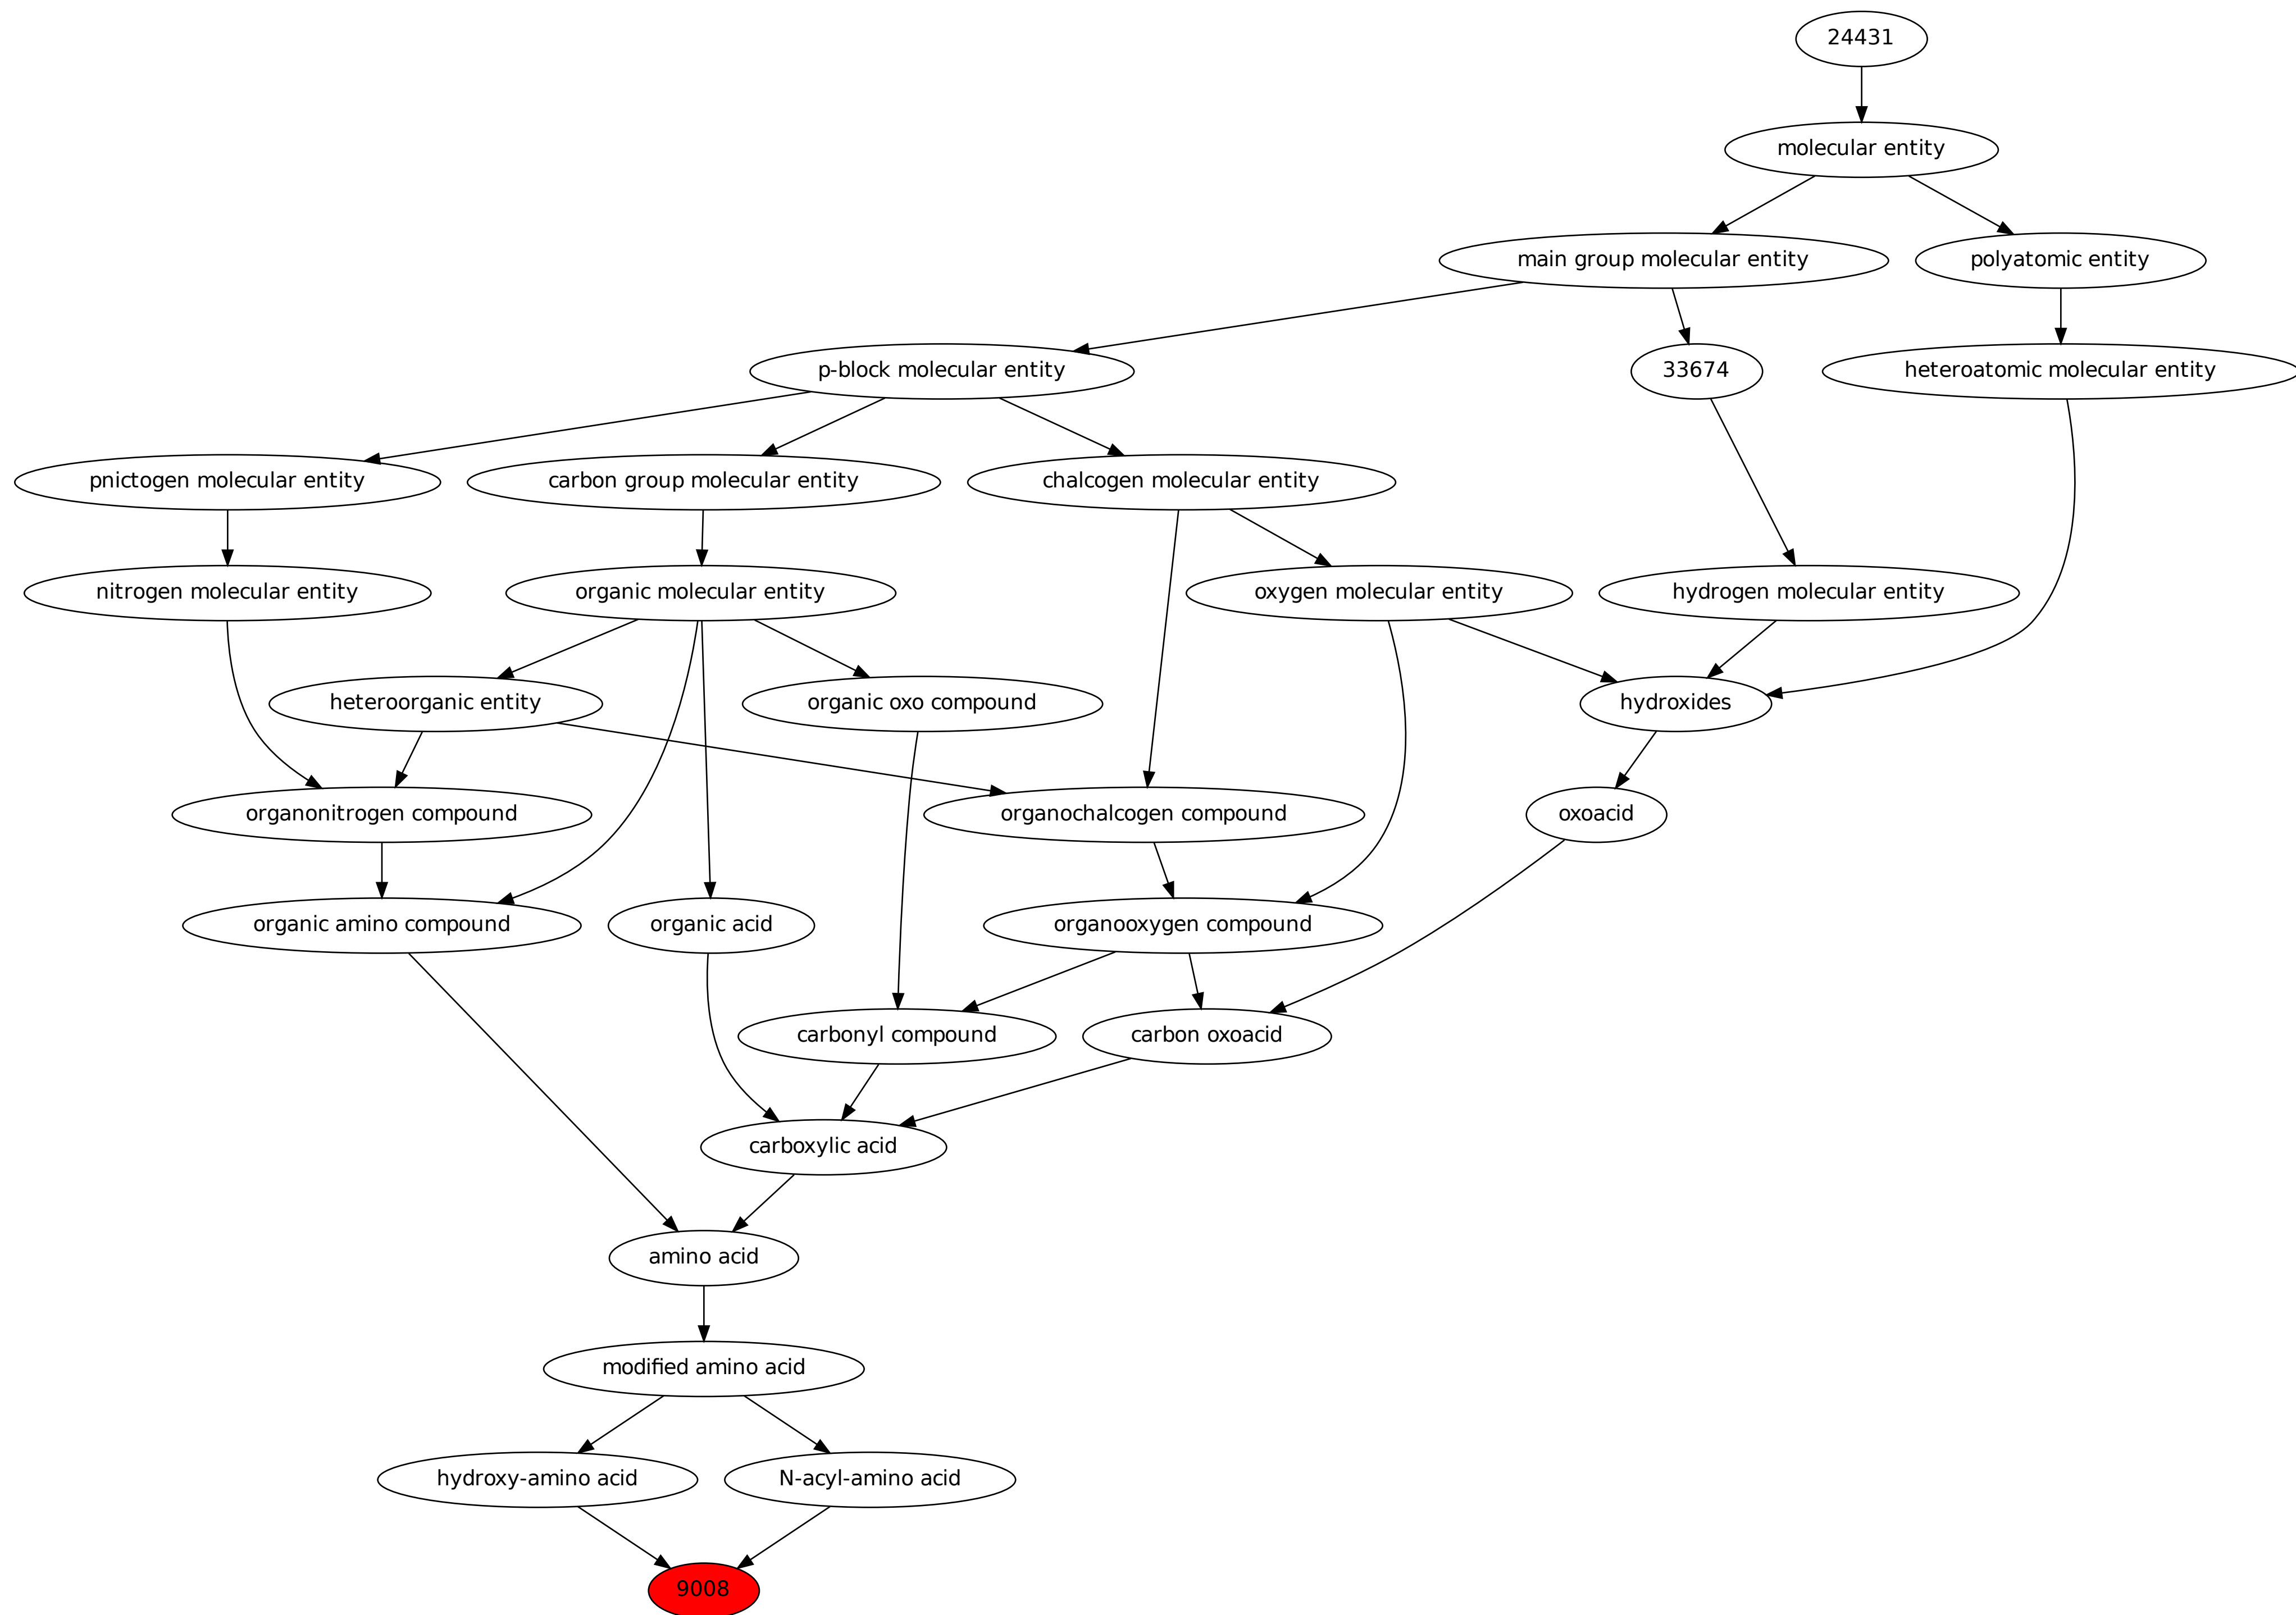 24431
molecular entity
main group molecular entity
polyatomic entity
p-block molecular entity
33674
heteroatomic molecular entity
pnictogen molecular entity
carbon group molecular entity
chalcogen molecular entity
nitrogen molecular entity
organic molecular entity
oxygen molecular entity
hydrogen molecular entity
heteroorganic entity
organic oxo compound
hydroxides
organonitrogen compound
organochalcogen compound
oxoacid
organic amino compound
organic acid
organooxygen compound
carbonyl compound
carbon oxoacid
carboxylic acid
amino acid
modified amino acid
hydroxy-amino acid
N-acyl-amino acid
9008